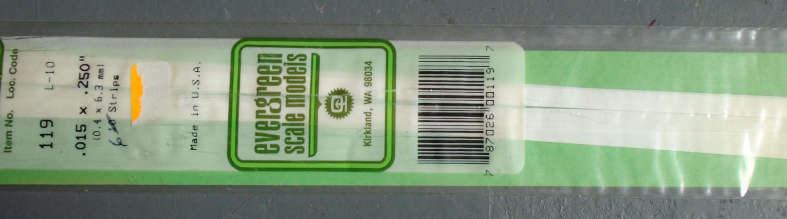 Item No. Loc. Code
119 L-10
.015 x .250"
(0.4 x 6.3 mm)
Strips
Made in U.S.A.
evergreen
scale models
Kirkland, WA 98034
7 87026 00119 7